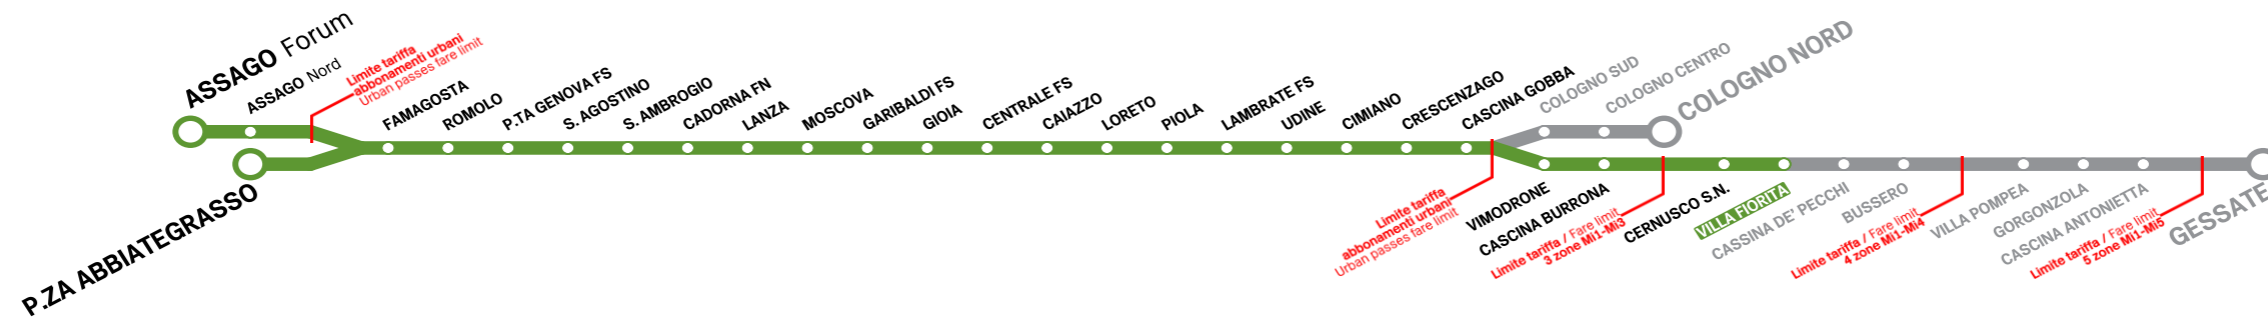 ASSAGO Forum
ASSAGO Nord
Limite tariffa
abbonamenti urbani
Urban passes fare limit
P.ZA ABBIATEGRASSO
FAMAGOSTA
ROMOLO
P.TA GENOVA FS
S. AGOSTINO
S. AMBROGIO
CADORNA FN
LANZA
MOSCOVA
GARIBALDI FS
GIOIA
CENTRALE FS
CAIAZZO
LORETO
PIOLA
LAMBRATE FS
UDINE
CIMIANO
CRESCENZAGO
CASCINA GOBBA
COLOGNO SUD
COLOGNO CENTRO
COLOGNO NORD
Limite tariffa
abbonamenti urbani
Urban passes fare limit
VIMODRONE
CASCINA BURRONA
Limite tariffa / Fare limit
3 zone Mi1-Mi3
CERNUSCO S.N.
VILLA FIORITA
CASSINA DE' PECCHI
BUSSERO
Limite tariffa / Fare limit
4 zone Mi1-Mi4
VILLA POMPEA
GORGONZOLA
CASCINA ANTONIETTA
Limite tariffa / Fare limit
5 zone Mi1-Mi5
GESSATE